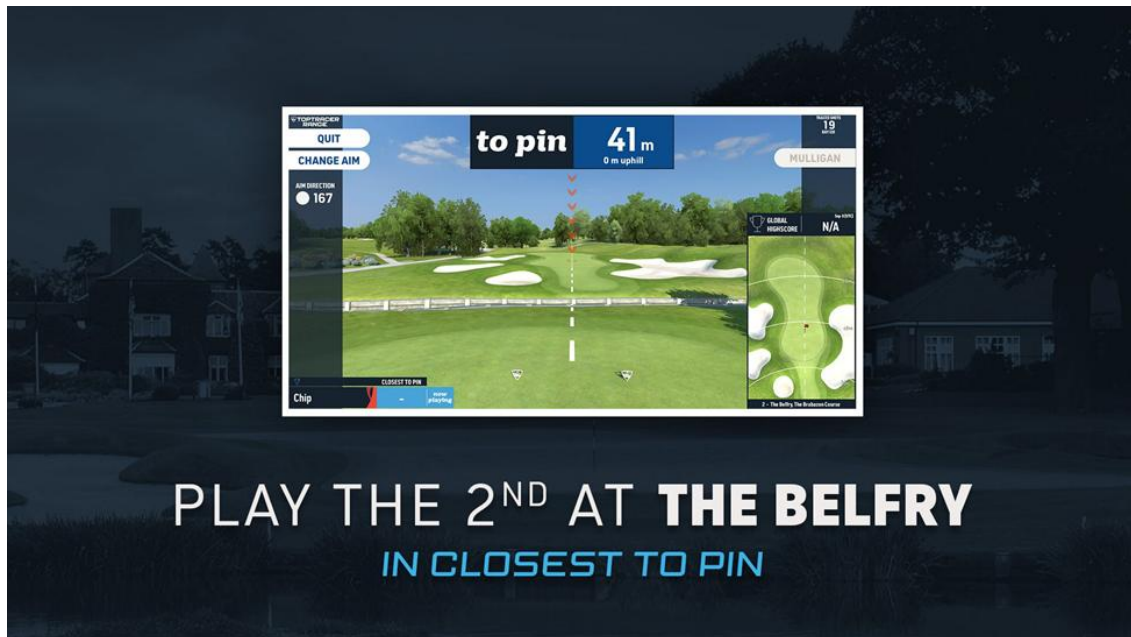 TOPTRACER
RANGE
QUIT
CHANGE AIM
AIM DIRECTION
167
to pin
41 m
0 m uphill
19
MULLIGAN
GLOBAL
HIGHSCORE
N/A
CLOSEST TO PIN
Chip
-
now
playing
2 - The Belfry, The Brabazon Course
PLAY THE 2ND AT THE BELFRY
IN CLOSEST TO PIN